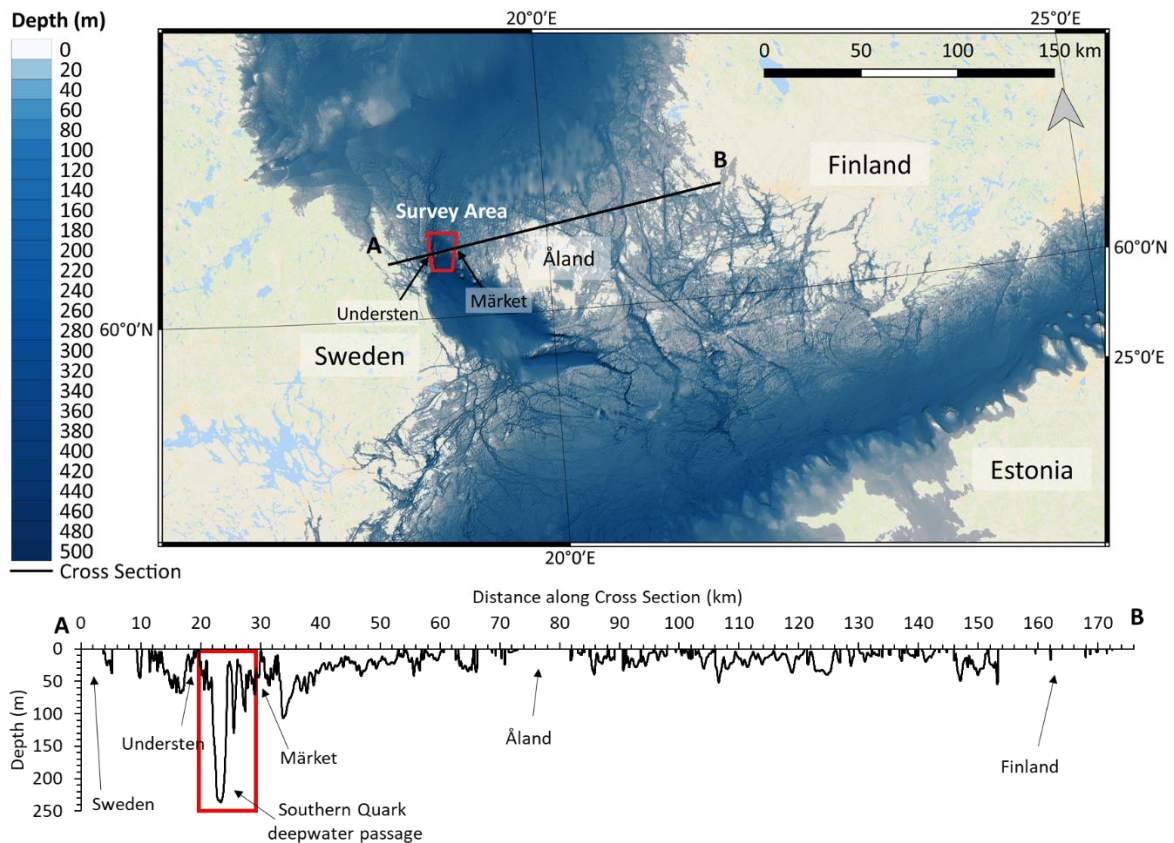 Depth (m)
0
20
40
60
80
100
120
140
160
180
200
220
240
260
280
300
320
340
360
380
400
420
440
460
480
500
Cross Section
20°0’E
25°0’E
0 50 100 150 km
B
Finland
Survey Area
A
Åland
60°0’N
Understen
Märket
60°0’N
Sweden
25°0’E
Estonia
20°0’E
Distance along Cross Section (km)
A 0 10 20 30 40 50 60 70 80 90 100 110 120 130 140 150 160 170 B
Depth (m)
0
50
100
150
200
250
Understen
Märket
Åland
Finland
Sweden
Southern Quark
deepwater passage